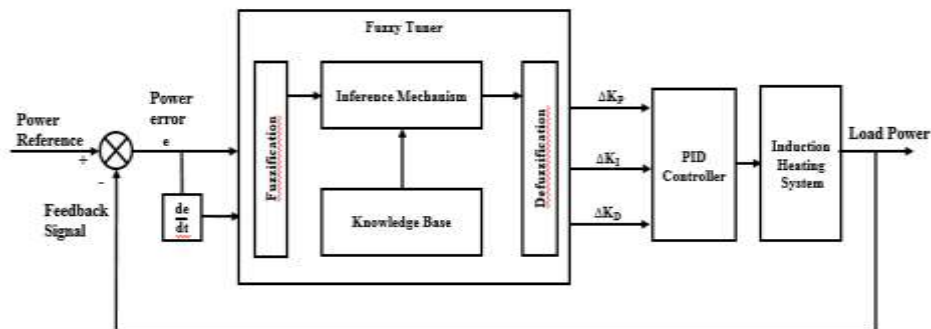 Fuzzy Tuner
Power
Reference
+
-
Feedback
Signal
Power
error
e
de
dt
Fuzzification
Inference Mechanism
Knowledge Base
Defuzzification
ΔKP
ΔKI
ΔKD
PID
Controller
Induction
Heating
System
Load Power